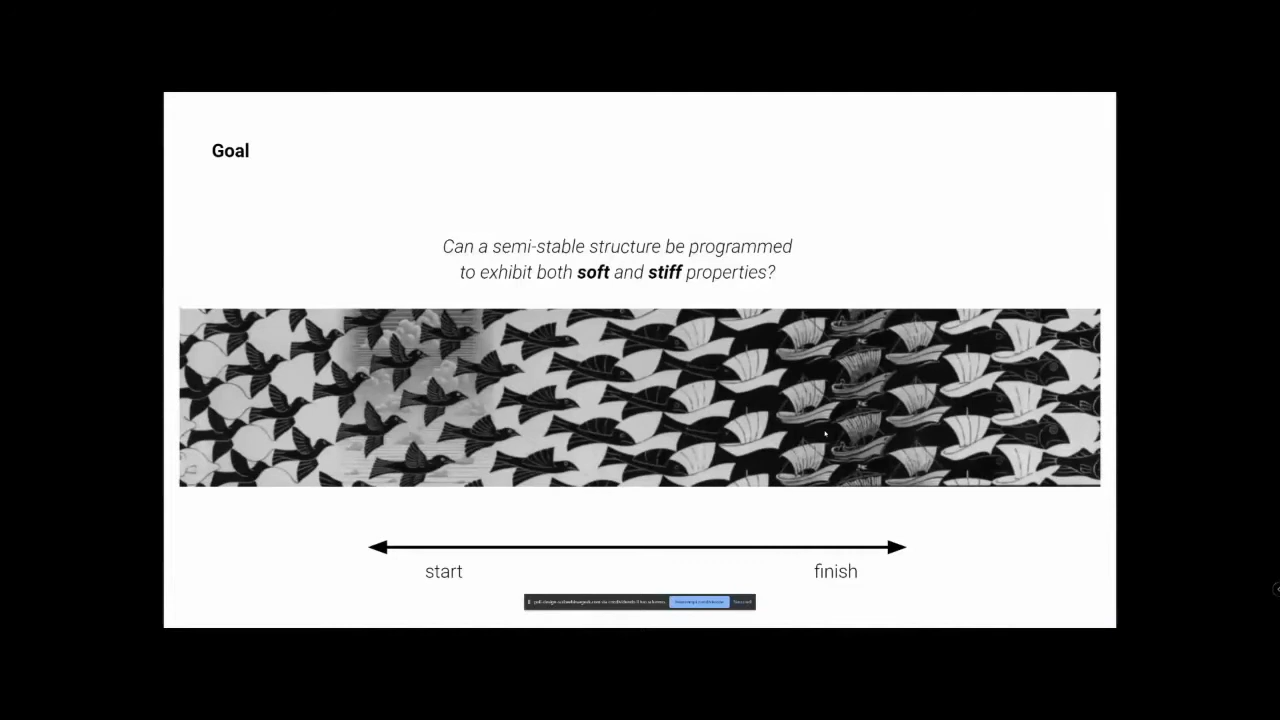 Goal
Can a semi-stable structure be programmed
to exhibit both soft and stiff properties?
start
finish